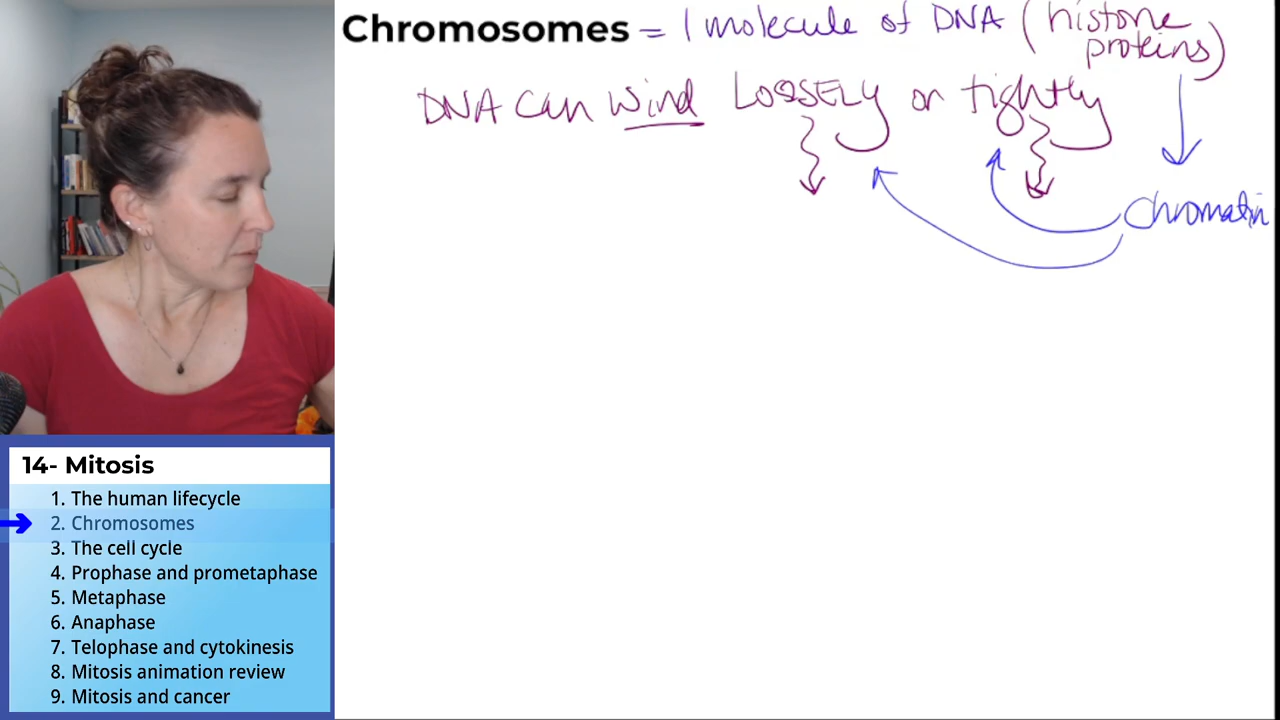 Chromosomes = 1 molecule of DNA (histone
proteins)
DNA can wind LOOSELY or tightly
chromatin
14- Mitosis
1. The human lifecycle
2. Chromosomes
3. The cell cycle
4. Prophase and prometaphase
5. Metaphase
6. Anaphase
7. Telophase and cytokinesis
8. Mitosis animation review
9. Mitosis and cancer